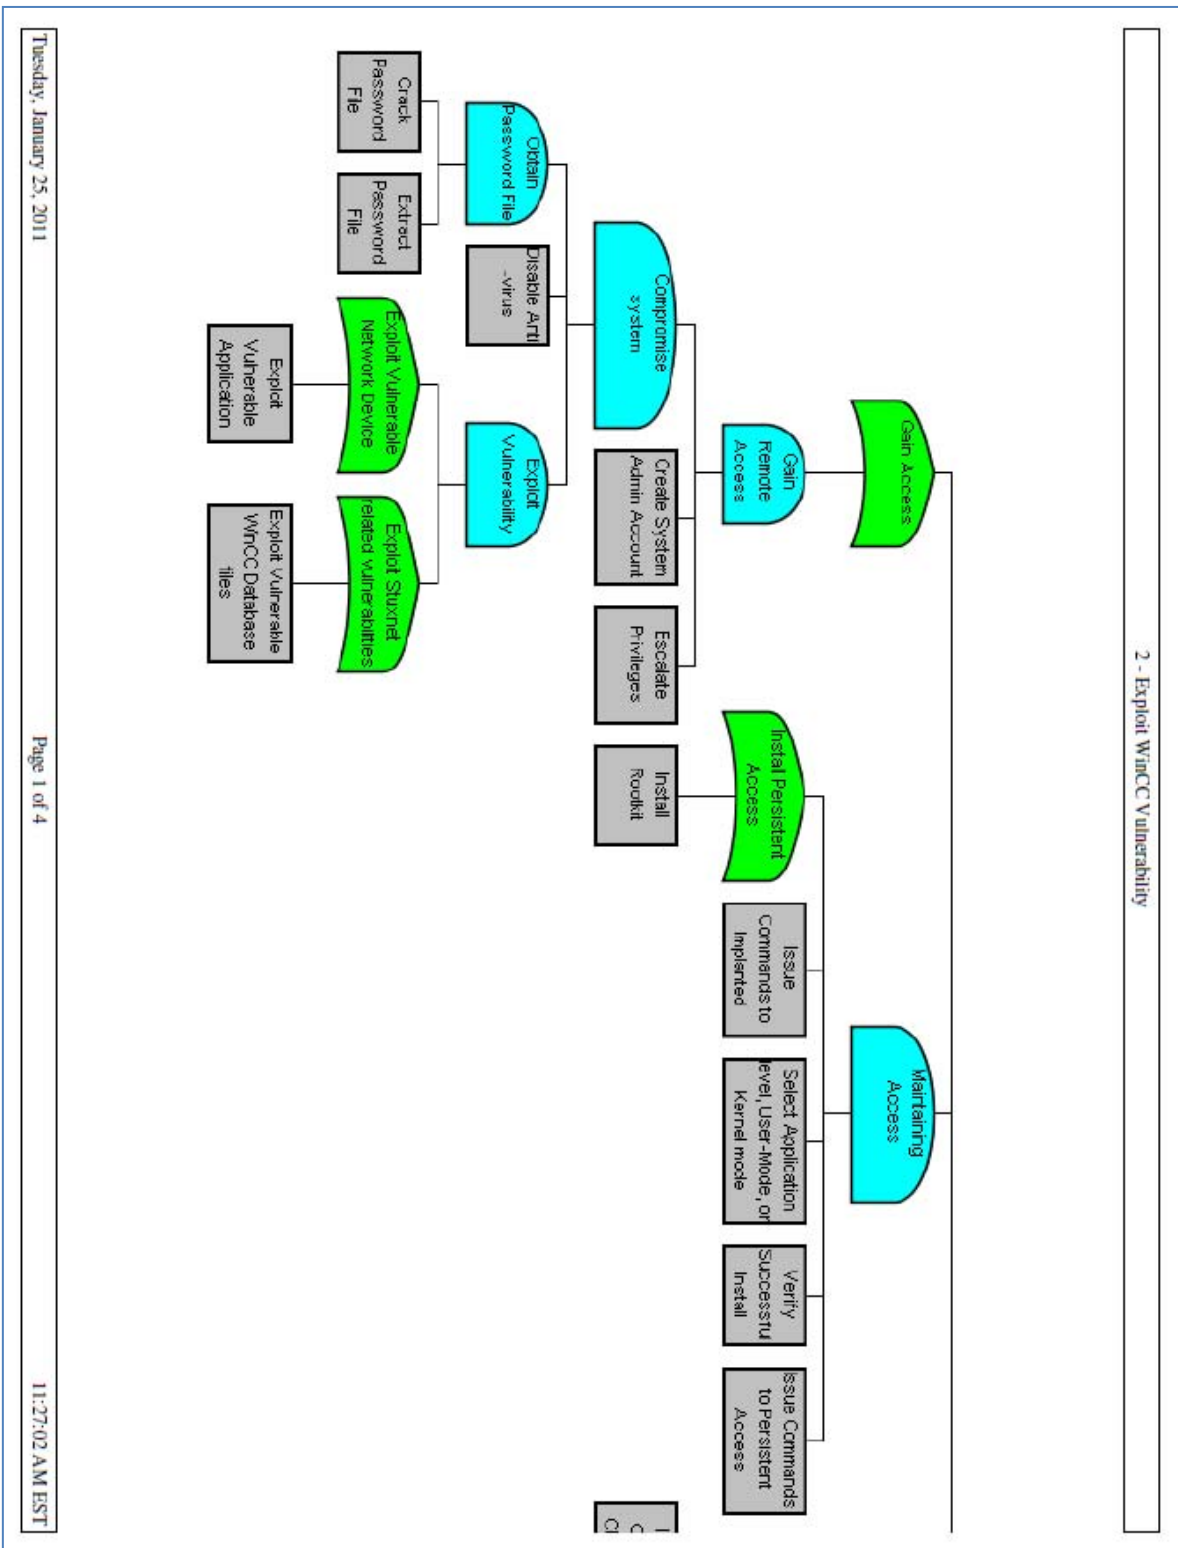 2 - Exploit WinCC Vulnerability
Gain Access
Maintaining
Access
Gain
Remote
Access
Instal Persistent
Access
Issue
Commands to
Implanted
Select Application
level, User-Mode, or
Kernel mode
Verify
Successfu
Install
Issue Commands
to Persistent
Access
Compromise
system
Create System
Admin Account
Escalate
Privileges
Install
Rootkit
Obtain
Password File
Disable Anti
-virus
Exploit
Vulnerability
Crack
Password
File
Extract
Password
File
Exploit Vulnerable
Network Device
Exploit Stuxnet
related vulnerabilities
Exploit
Vulnerable
Application
Exploit Vulnerable
WinCC Database
files
Tuesday, January 25, 2011
Page 1 of 4
11:27:02 AM EST